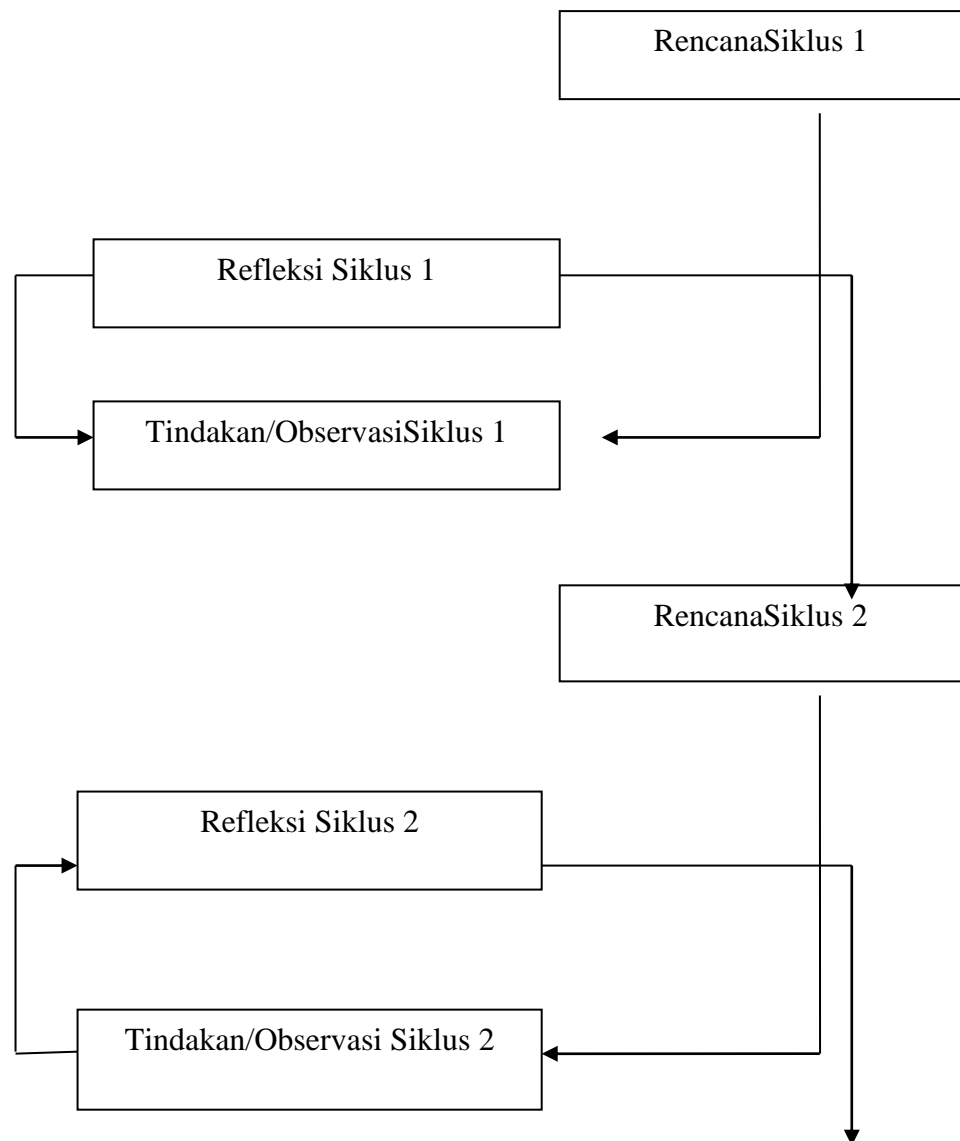 RencanaSiklus 1
Refleksi Siklus 1
Tindakan/ObservasiSiklus 1
RencanaSiklus 2
Refleksi Siklus 2
Tindakan/Observasi Siklus 2